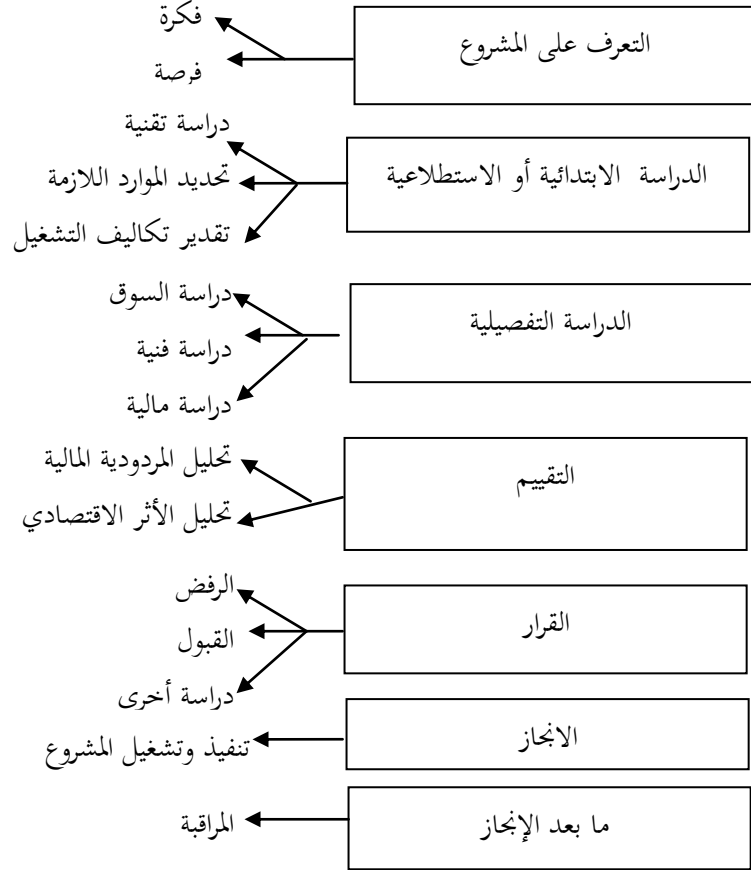 التعرف على المشروع
فكرة
فرصة
الدراسة الابتدائية أو الاستطلاعية
دراسة تقنية
تحديد الموارد اللازمة
تقدير تكاليف التشغيل
الدراسة التفصيلية
دراسة السوق
دراسة فنية
دراسة مالية
التقييم
تحليل المردودية المالية
تحليل الأثر الاقتصادي
القرار
الرفض
القبول
دراسة أخرى
الانجاز
تنفيذ وتشغيل المشروع
ما بعد الإنجاز
المراقبة